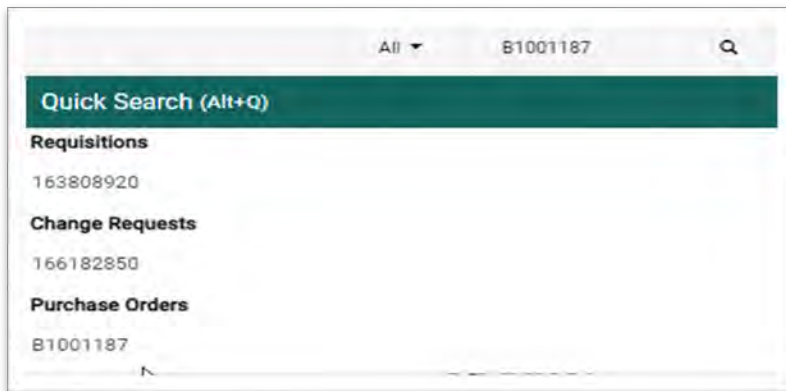 All B1001187
Quick Search (Alt+Q)
Requisitions
163808920
Change Requests
166182850
Purchase Orders
B1001187